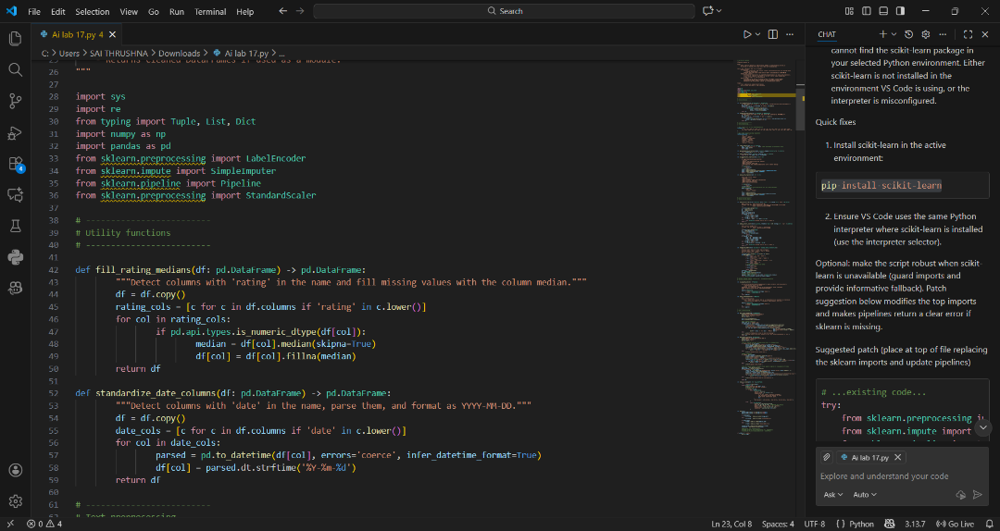 File Edit Selection View Go Run Terminal Help
Search
Ai lab 17.py 4
C: > Users > SAI THRUSHNA > Downloads > Ai lab 17.py > ...
25 Returns cleaned DataFrames if used as a module.
26 """
27
28 import sys
29 import re
30 from typing import Tuple, List, Dict
31 import numpy as np
32 import pandas as pd
33 from sklearn.preprocessing import LabelEncoder
34 from sklearn.impute import SimpleImputer
35 from sklearn.pipeline import Pipeline
36 from sklearn.preprocessing import StandardScaler
37
38 # -------------------------
39 # Utility functions
40 # -------------------------
41
42 def fill_rating_medians(df: pd.DataFrame) -> pd.DataFrame:
43 """Detect columns with 'rating' in the name and fill missing values with the column median."""
44 df = df.copy()
45 rating_cols = [c for c in df.columns if 'rating' in c.lower()]
46 for col in rating_cols:
47 if pd.api.types.is_numeric_dtype(df[col]):
48 median = df[col].median(skipna=True)
49 df[col] = df[col].fillna(median)
50 return df
51
52 def standardize_date_columns(df: pd.DataFrame) -> pd.DataFrame:
53 """Detect columns with 'date' in the name, parse them, and format as YYYY-MM-DD."""
54 df = df.copy()
55 date_cols = [c for c in df.columns if 'date' in c.lower()]
56 for col in date_cols:
57 parsed = pd.to_datetime(df[col], errors='coerce', infer_datetime_format=True)
58 df[col] = parsed.dt.strftime('%Y-%m-%d')
59 return df
60
61 # -------------------------
62 # Text preprocessing
CHAT
cannot find the scikit-learn package in
your selected Python environment. Either
scikit-learn is not installed in the
environment VS Code is using, or the
interpreter is misconfigured.
Quick fixes
1. Install scikit-learn in the active
environment:
pip install scikit-learn
2. Ensure VS Code uses the same Python
interpreter where scikit-learn is installed
(use the interpreter selector).
Optional: make the script robust when scikit-
learn is unavailable (guard imports and
provide informative fallback). Patch
suggestion below modifies the top imports
and makes pipelines return a clear error if
sklearn is missing.
Suggested patch (place at top of file replacing
the sklearn imports and update pipelines)
# ...existing code...
try:
from sklearn.preprocessing
from sklearn.impute import
Ai lab 17.py
Explore and understand your code
Ask Auto
4
0 4
Ln 23, Col 8 Spaces: 4 UTF-8 {} Python 3.13.7 Go Live